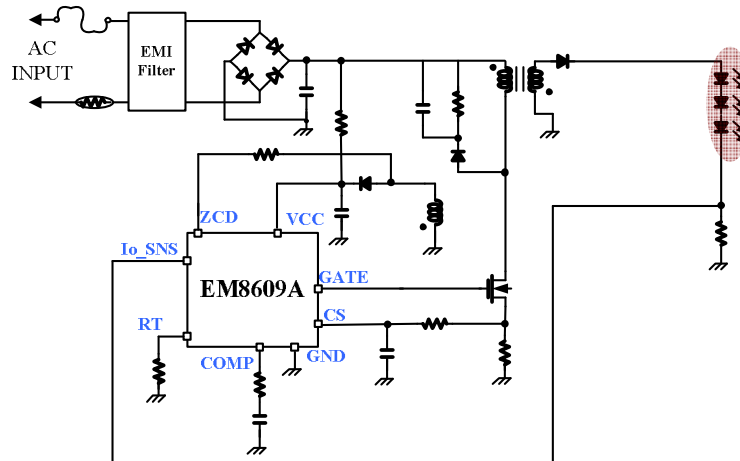 AC
INPUT
EMI
Filter
ZCD
VCC
Io_SNS
EM8609A
GATE
CS
RT
COMP
GND